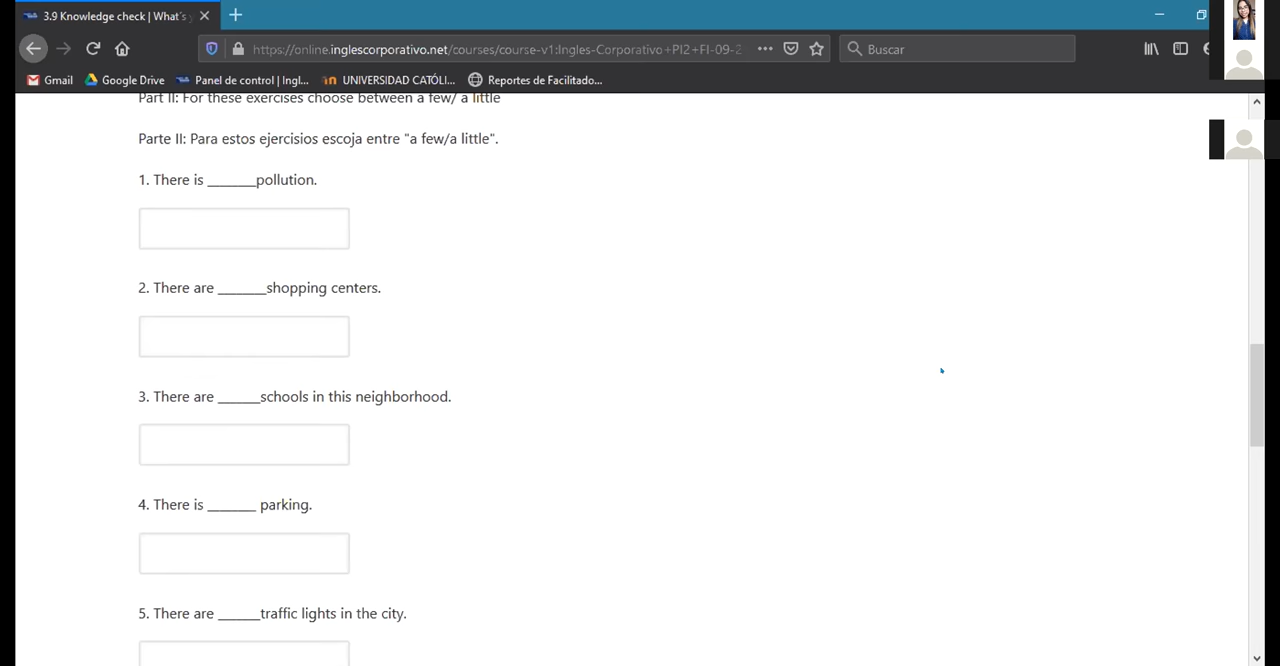 3.9 Knowledge check | What's
https://online.inglescorporativo.net/courses/course-v1:Ingles-Corporativo+PI2+FI-09-2
Buscar
Gmail
Google Drive
Panel de control | Ingl...
UNIVERSIDAD CATÓLI...
Reportes de Facilitado...
Part II: For these exercises choose between a few/ a little
Parte II: Para estos ejercisios escoja entre "a few/a little".
1. There is _______pollution.
2. There are _______shopping centers.
3. There are ______schools in this neighborhood.
4. There is _______ parking.
5. There are ______traffic lights in the city.